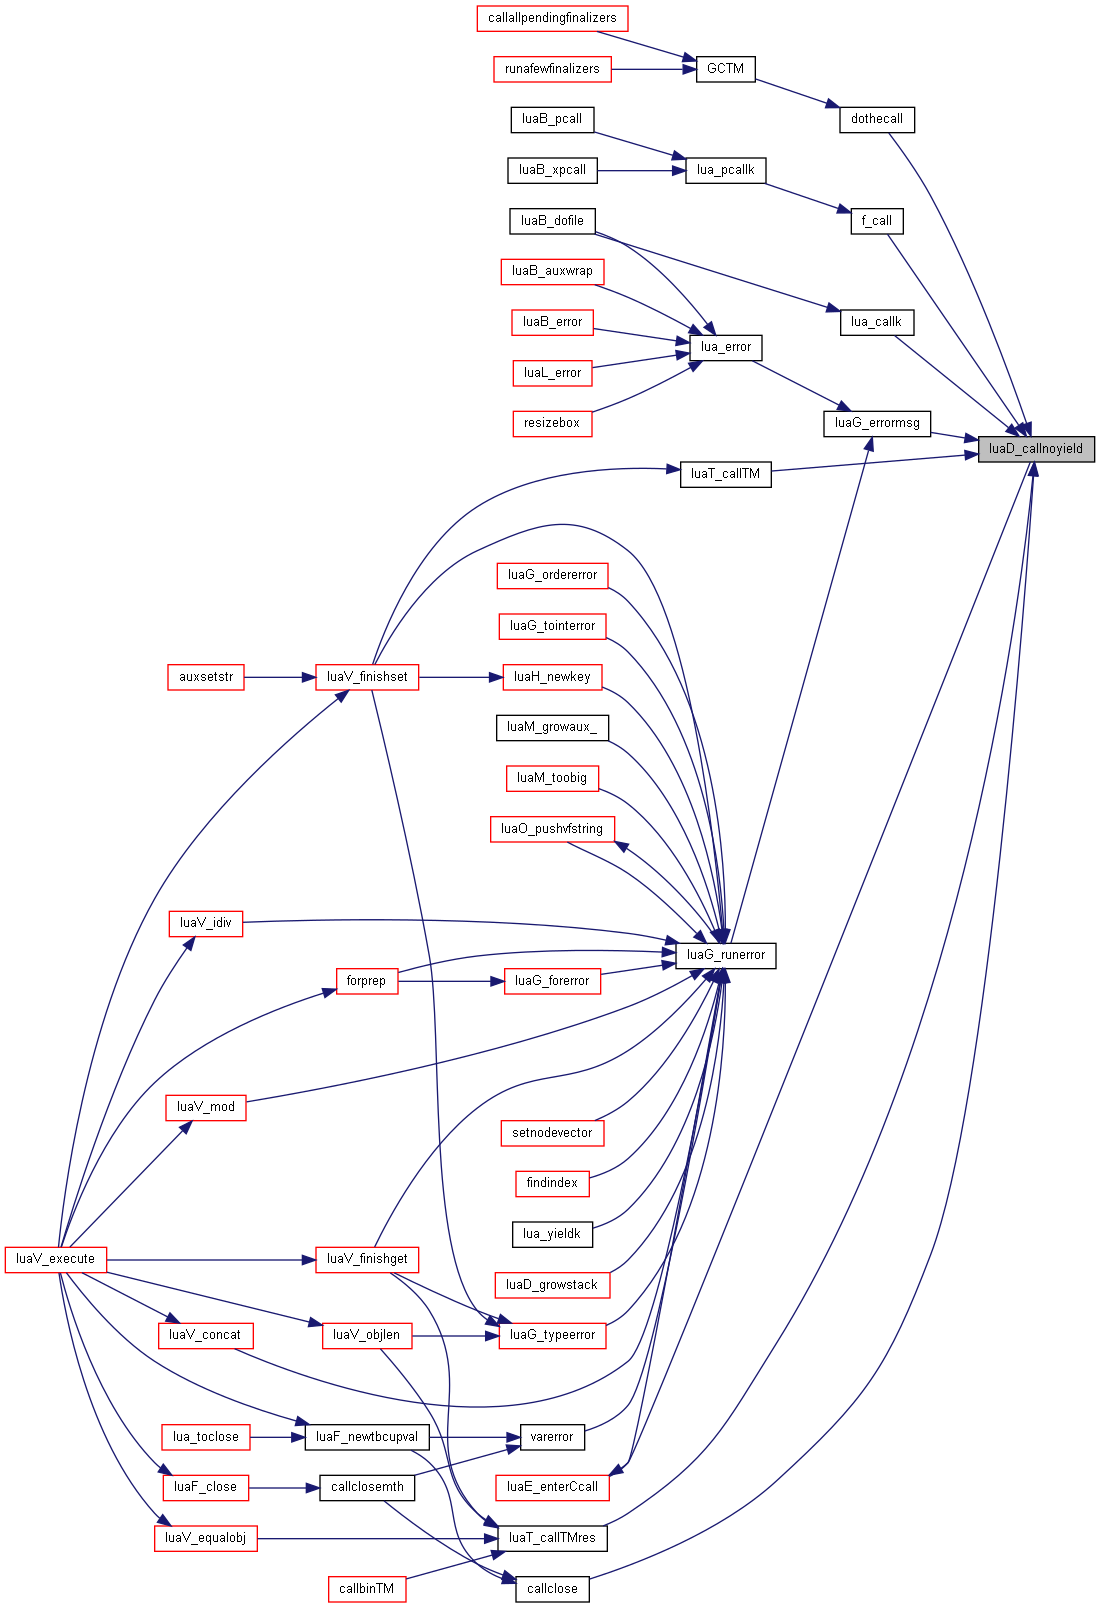 callallpendingfinalizers
runafewfinalizers
GCTM
luaB_pcall
dothecall
luaB_xpcall
lua_pcallk
luaB_dofile
f_call
luaB_auxwrap
luaB_error
lua_callk
lua_error
luaL_error
resizebox
luaG_errormsg
luaD_callnoyield
luaT_callTM
luaG_ordererror
luaG_tointerror
auxsetstr
luaV_finishset
luaH_newkey
luaM_growaux_
luaM_toobig
luaO_pushvfstring
luaV_idiv
luaG_runerror
forprep
luaG_forerror
luaV_mod
setnodevector
findindex
lua_yieldk
luaV_execute
luaV_finishget
luaD_growstack
luaV_concat
luaV_objlen
luaG_typeerror
lua_toclose
luaF_newtbcupval
varerror
luaF_close
callclosemth
luaE_enterCcall
luaV_equalobj
luaT_callTMres
callbinTM
callclose